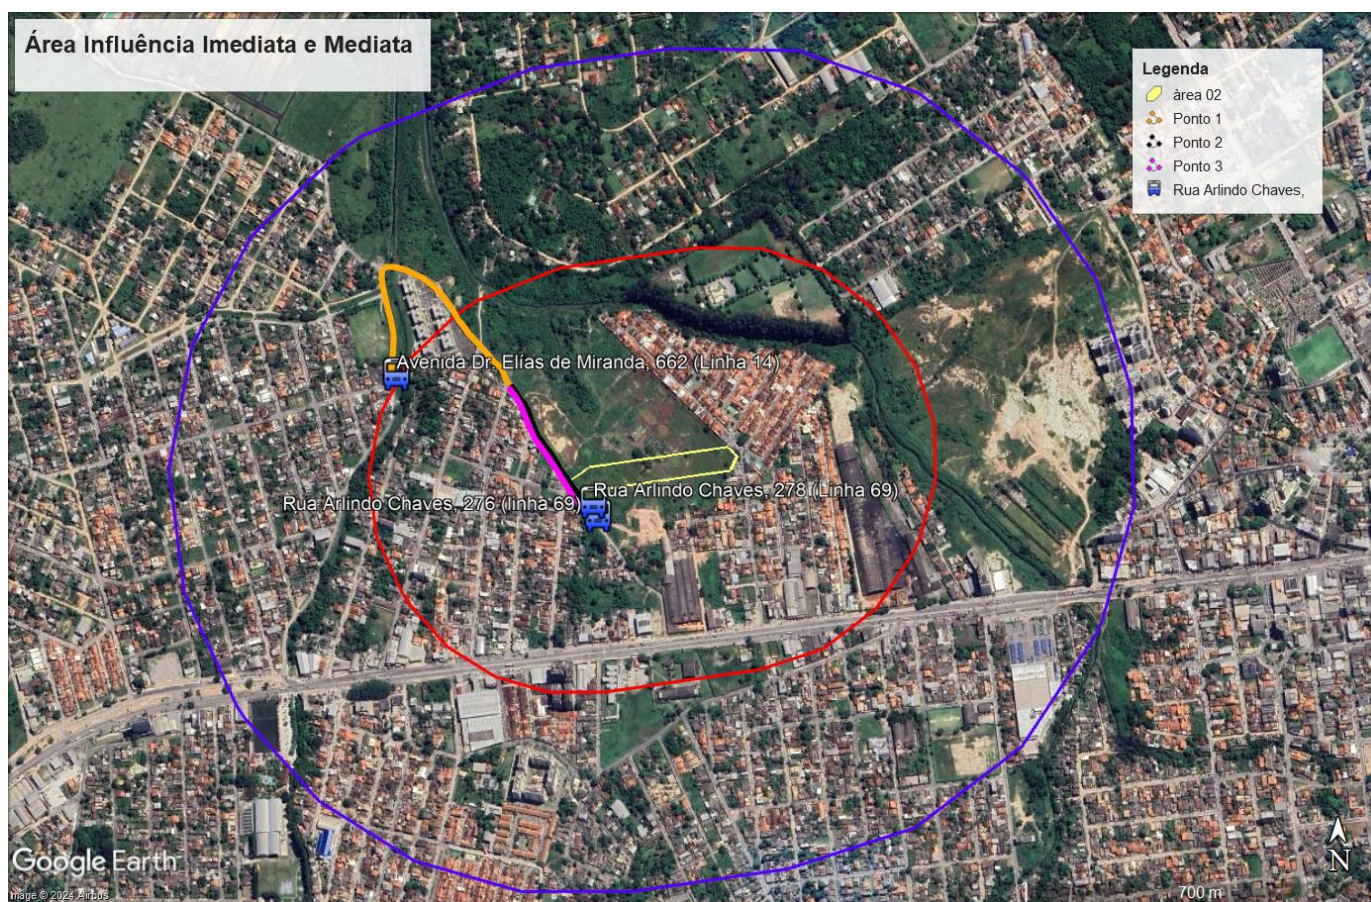 Área Influência Imediata e Mediata
Legenda
àrea 02
Ponto 1
Ponto 2
Ponto 3
Rua Arlindo Chaves,
Avenida Dr. Elías de Miranda, 662 (Linha 14)
Rua Arlindo Chaves, 278 (Linha 69)
Rua Arlindo Chaves, 276 (linha 69)
Google Earth
Image © 2024 Airbus
N
700 m